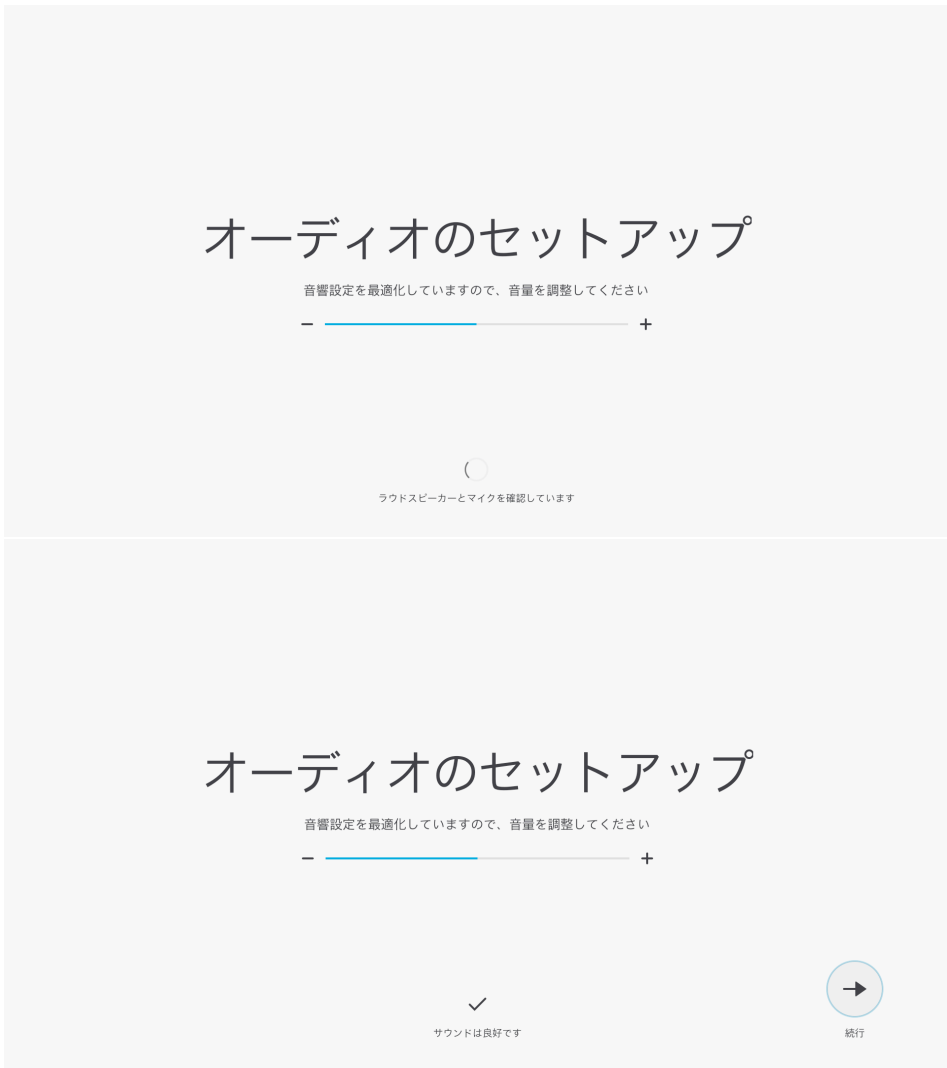 オーディオのセットアップ
音響設定を最適化していますので、音量を調整してください
ラウドスピーカーとマイクを確認しています
オーディオのセットアップ
音響設定を最適化していますので、音量を調整してください
サウンドは良好です
続行